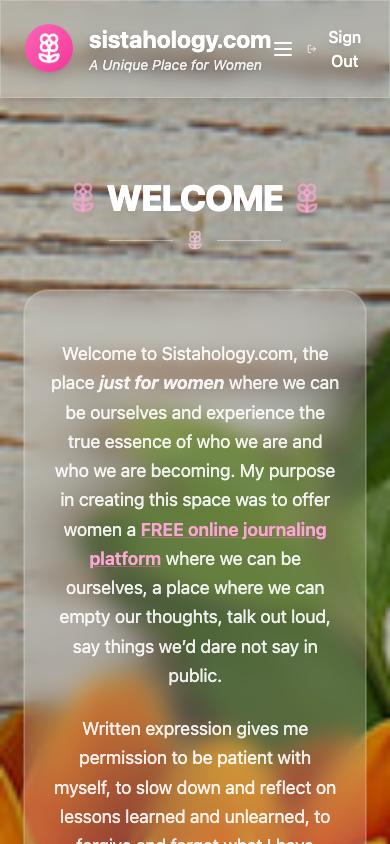 sistahology.com
A Unique Place for Women
Sign
Out
WELCOME
Welcome to Sistahology.com, the
place just for women where we can
be ourselves and experience the
true essence of who we are and
who we are becoming. My purpose
in creating this space was to offer
women a FREE online journaling
platform where we can be
ourselves, a place where we can
empty our thoughts, talk out loud,
say things we’d dare not say in
public.
Written expression gives me
permission to be patient with
myself, to slow down and reflect on
lessons learned and unlearned, to
forgive and forget what I have